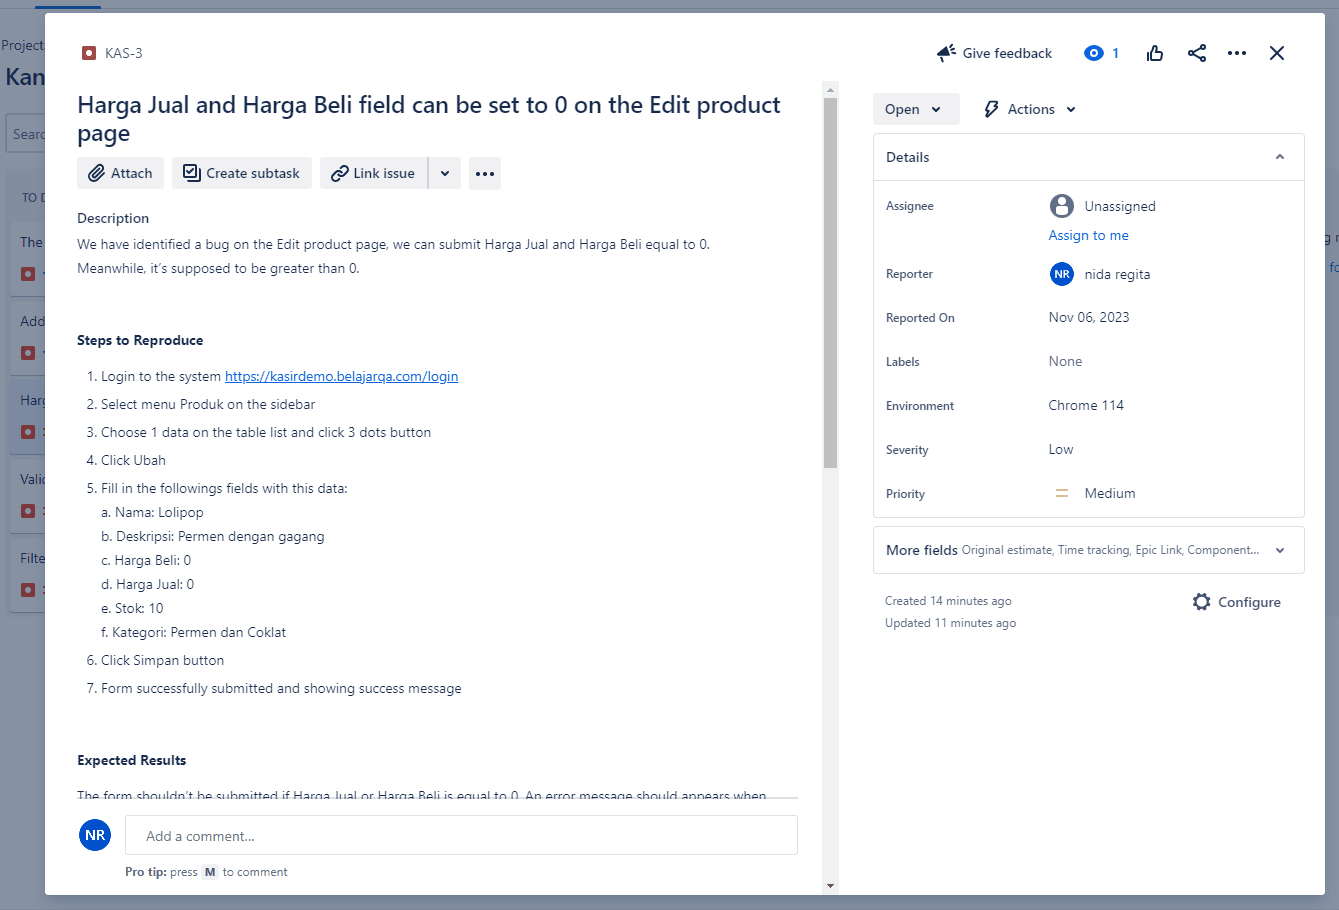 Project
Kan
Searc
TO D
The
Add
Harg
Valid
Filte
KAS-3
Give feedback
1
Harga Jual and Harga Beli field can be set to 0 on the Edit product
page
Attach
Create subtask
Link issue
Description
We have identified a bug on the Edit product page, we can submit Harga Jual and Harga Beli equal to 0.
Meanwhile, it’s supposed to be greater than 0.
Steps to Reproduce
1. Login to the system https://kasirdemo.belajarqa.com/login
2. Select menu Produk on the sidebar
3. Choose 1 data on the table list and click 3 dots button
4. Click Ubah
5. Fill in the followings fields with this data:
a. Nama: Lolipop
b. Deskripsi: Permen dengan gagang
c. Harga Beli: 0
d. Harga Jual: 0
e. Stok: 10
f. Kategori: Permen dan Coklat
6. Click Simpan button
7. Form successfully submitted and showing success message
Expected Results
The form shouldn’t be submitted if Harga Jual or Harga Beli is equal to 0. An error message should appears when
NR
Add a comment...
Pro tip: press M to comment
Open
Actions
Details
Assignee
Unassigned
Assign to me
Reporter
NR nida regita
Reported On
Nov 06, 2023
Labels
None
Environment
Chrome 114
Severity
Low
Priority
Medium
More fields Original estimate, Time tracking, Epic Link, Component...
Created 14 minutes ago
Updated 11 minutes ago
Configure